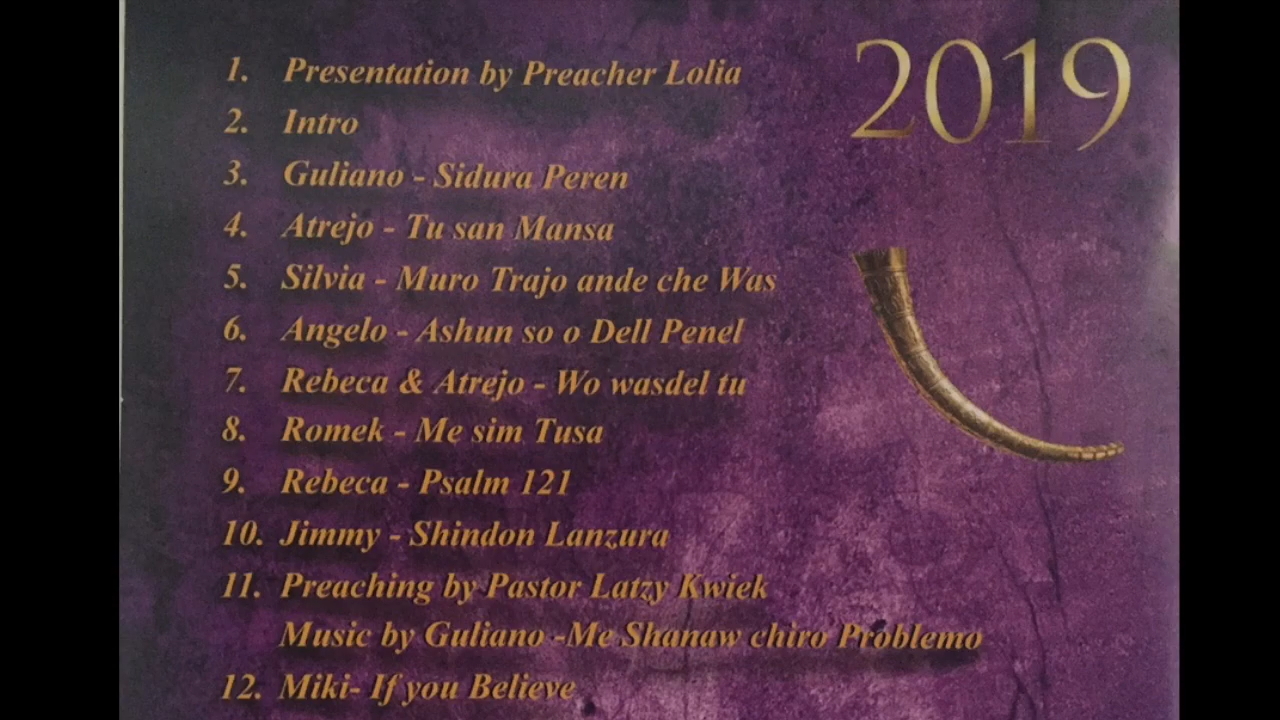 2019
1. Presentation by Preacher Lolia
2. Intro
3. Guliano - Sidura Peren
4. Atrejo - Tu san Mansa
5. Silvia - Muro Trajo ande che Was
6. Angelo - Ashun so o Dell Penel
7. Rebeca & Atrejo - Wo wasdel tu
8. Romek - Me sim Tusa
9. Rebeca - Psalm 121
10. Jimmy - Shindon Lanzura
11. Preaching by Pastor Latzy Kwiek
Music by Guliano -Me Shanaw chiro Problemo
12. Miki- If you Believe